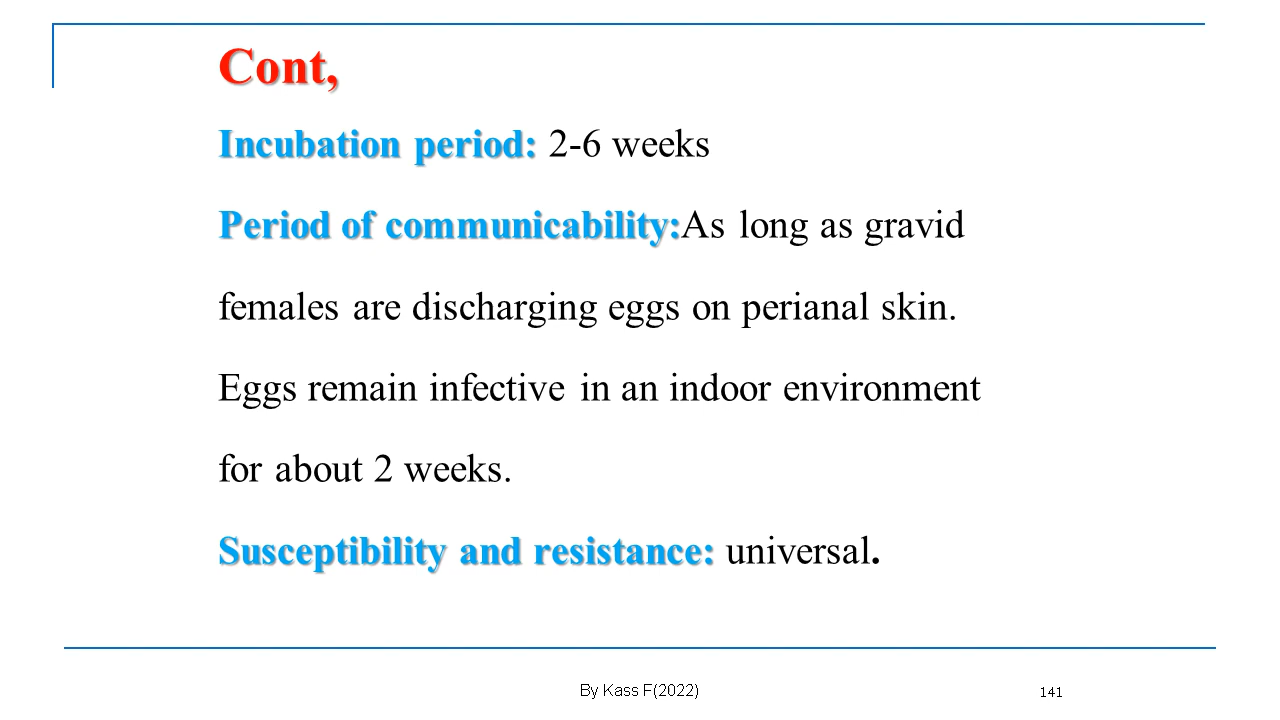 Cont,
Incubation period: 2-6 weeks
Period of communicability:As long as gravid
females are discharging eggs on perianal skin.
Eggs remain infective in an indoor environment
for about 2 weeks.
Susceptibility and resistance: universal.
By Kass F(2022)
141